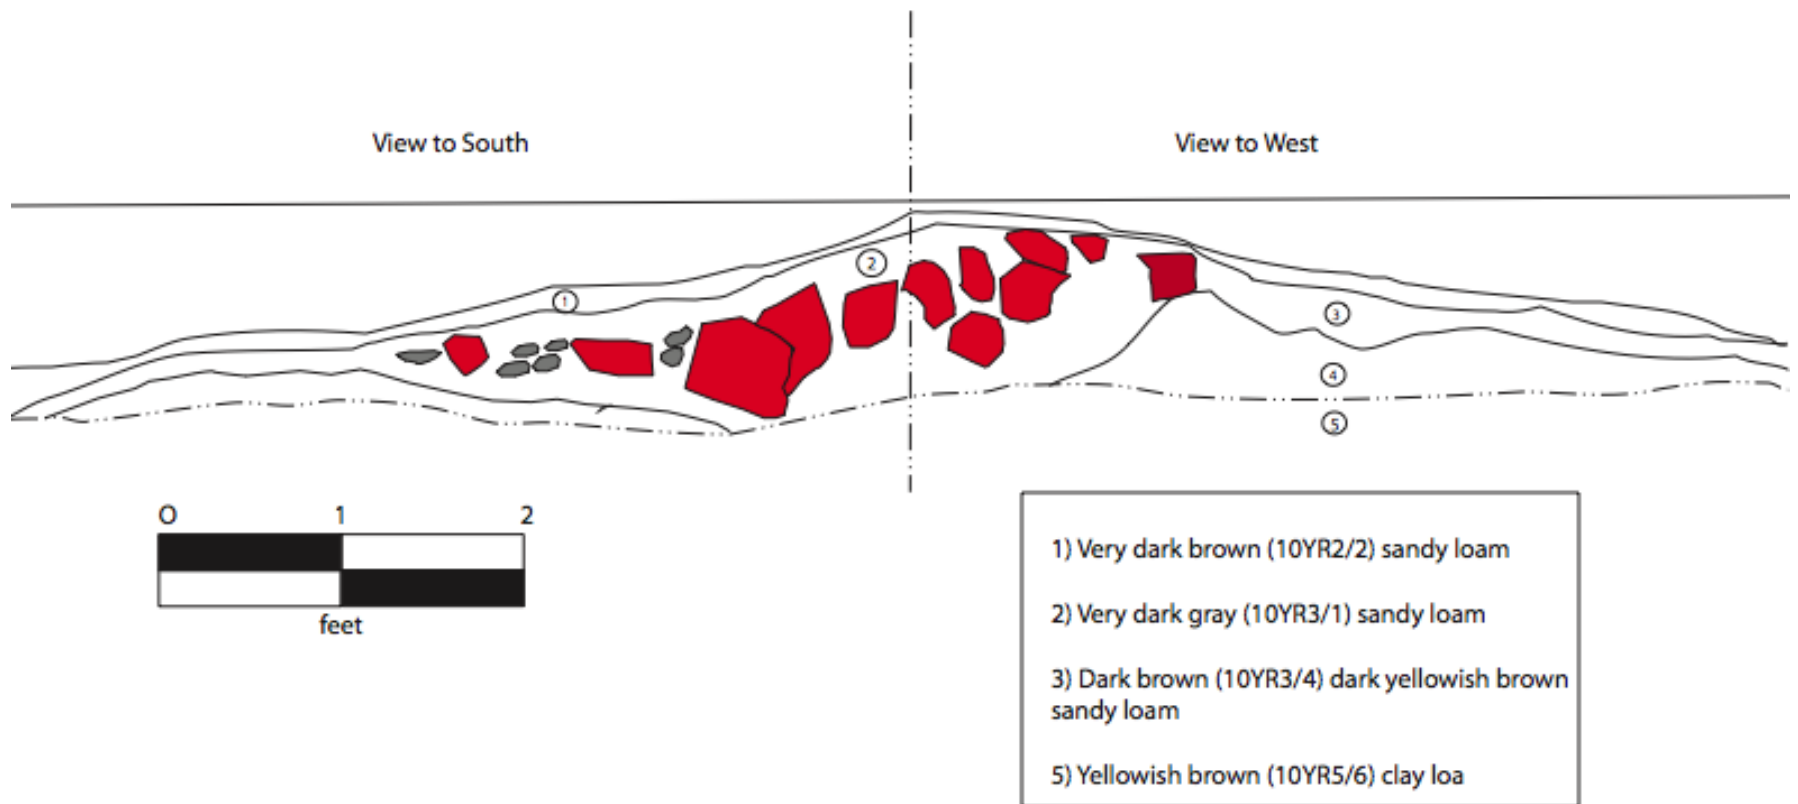 View to South
View to West
1
2
3
4
5
O 1 2
feet
1) Very dark brown (10YR2/2) sandy loam
2) Very dark gray (10YR3/1) sandy loam
3) Dark brown (10YR3/4) dark yellowish brown
sandy loam
5) Yellowish brown (10YR5/6) clay loa